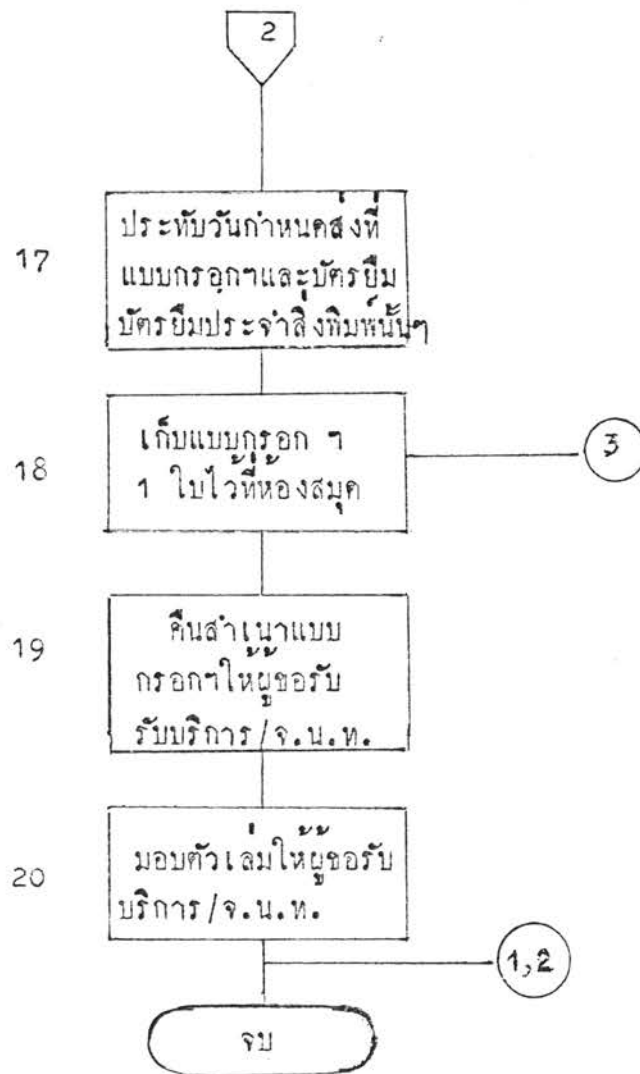 2
17
ประทับวันกำหนดส่งที่
แบบกรอกฯและบัตรยืม
บัตรยืมประจำสิ่งพิมพ์นั้นๆ
18
เก็บแบบกรอก ฯ
1 ใบไว้ที่ห้องสมุด
3
19
คืนสำเนาแบบ
กรอกฯให้ผู้ขอรับ
รับบริการ/จ.น.ท.
20
มอบตัวเล่มให้ผู้ขอรับ
บริการ/จ.น.ท.
1,2
จบ